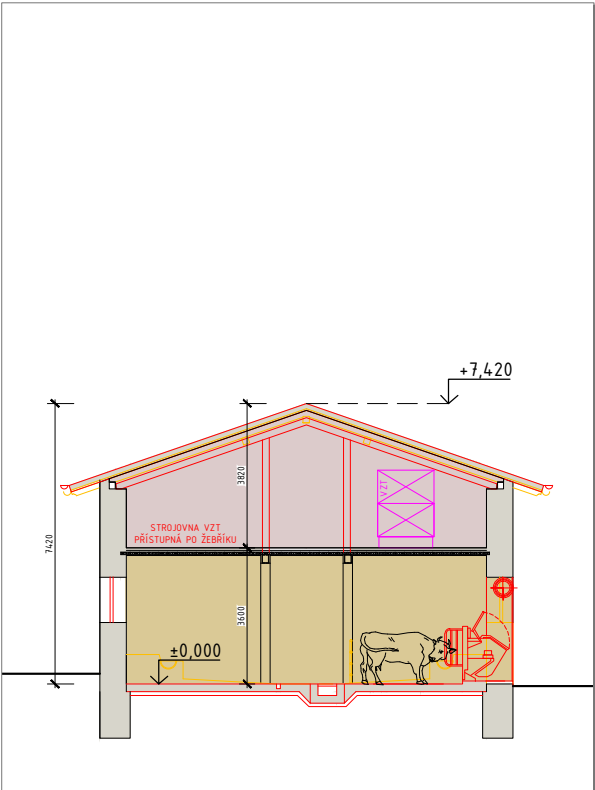 +7,420
3820
VZT
STROJOVNA VZT
PŘÍSTUPNÁ PO ŽEBŘÍKU
7420
3600
±0,000